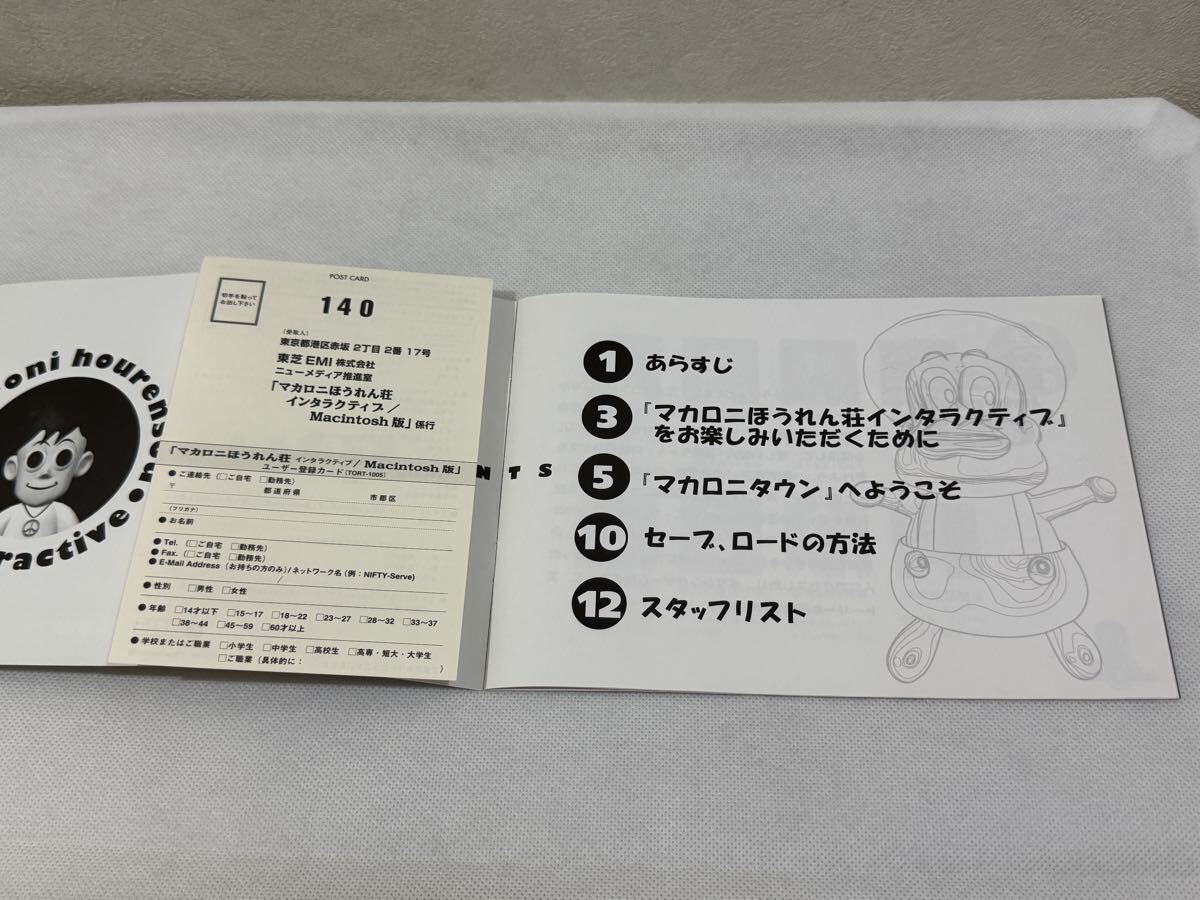 oni houren
ractive
POST CARD
切手を貼って
お出し下さい
140
(受取人)
東京都港区赤坂 2丁目 2番 17号
東芝EMI 株式会社
ニューメディア推進室
「マカロニほうれん荘
インタラクティブ/
Macintosh 版」係行
「マカロニほうれん荘 インタラクティブ/ Macintosh 版」
ユーザー登録カード(TORT-1005)
●ご連絡先(□ご自宅 □勤務先)
〒 都道府県 市郡区
(フリガナ)
●お名前
●Tel. (□ご自宅 □勤務先)
●Fax. (□ご自宅 □勤務先)
●E-Mail Address(お持ちの方のみ)/ネットワーク名(例:NIFTY-Serve)
/
●性別 □男性 □女性
●年齢 □14才以下 □15〜17 □18〜22 □23〜27 □28〜32 □33〜37
□38〜44 □45〜59 □60才以上
●学校またはご職業 □小学生 □中学生 □高校生 □高専・短大・大学生
□ご職業(具体的に: )
NTS
1 あらすじ
3 『マカロニほうれん荘インタラクティブ』
をお楽しみいただくために
5 『マカロニタウン』へようこそ
10 セーブ、ロードの方法
12 スタッフリスト